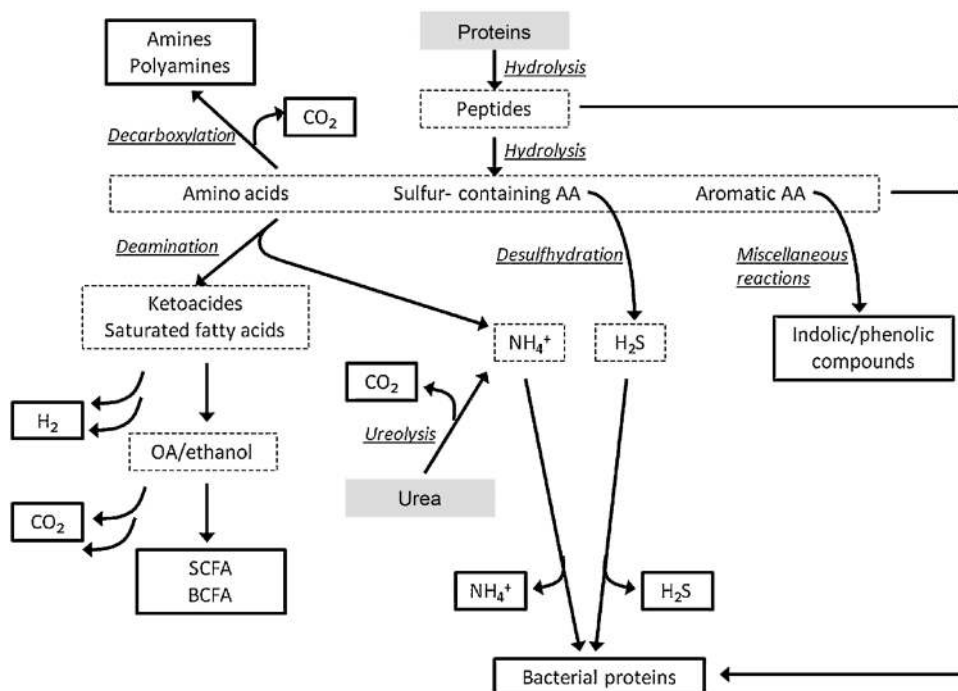 Proteins
Amines
Polyamines
Hydrolysis
CO₂
Peptides
Decarboxylation
Hydrolysis
Amino acids
Sulfur- containing AA
Aromatic AA
Deamination
Desulfhydration
Miscellaneous
reactions
Ketoacides
Saturated fatty acids
NH₄⁺
H₂S
Indolic/phenolic
compounds
CO₂
H₂
Ureolysis
OA/ethanol
Urea
CO₂
SCFA
BCFA
NH₄⁺
H₂S
Bacterial proteins